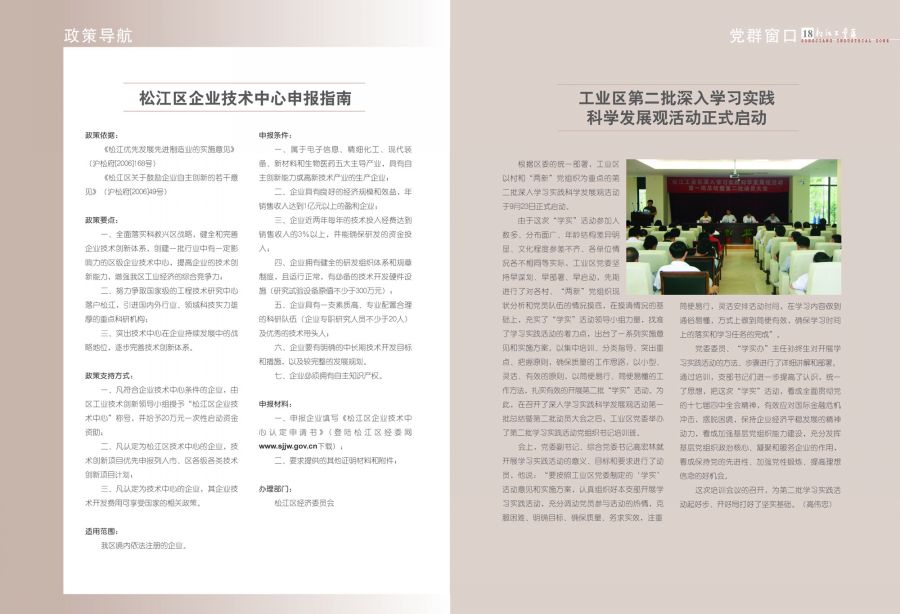 政策导航
松江区企业技术中心申报指南
政策依据：
《松江优先发展先进制造业的实施意见》
（沪松府[2006]168号）
《松江区关于鼓励企业自主创新的若干意
见》（沪松府[2006]49号）
政策要点：
一、全面落实科教兴区战略，健全和完善
企业技术创新体系，创建一批行业中有一定影
响力的区级企业技术中心，提高企业的技术创
新能力，增强我区工业经济的综合竞争力；
二、努力争取国家级的工程技术研究中心
落户松江，引进国内外行业、领域科技实力雄
厚的重点科研机构；
三、突出技术中心在企业持续发展中的战
略地位，逐步完善技术创新体系。
政策支持方式：
一、凡符合企业技术中心条件的企业，由
区工业技术创新领导小组授予“松江区企业技
术中心”称号，并给予20万元一次性启动资金
资助。
二、凡认定为松江区技术中心的企业，技
术创新项目优先申报列入市、区各级各类技术
创新项目计划；
三、凡认定为技术中心的企业，其企业技
术开发费用可享受国家的相关政策。
适用范围：
我区境内依法注册的企业。
申报条件：
一、属于电子信息、精细化工、现代装
备、新材料和生物医药五大主导产业，具有自
主创新能力或高新技术产业的生产企业；
二、企业具有良好的经济规模和效益，年
销售收入达到1亿元以上的盈利企业；
三、企业近两年每年的技术投入经费达到
销售收入的3%以上，并能确保研发的资金投
入；
四、企业拥有健全的研发组织体系和规章
制度，且运行正常，有必备的技术开发硬件设
施（研究试验设备原值不少于300万元）；
五、企业具有一支素质高、专业配置合理
的科研队伍（企业专职研究人员不少于20人）
及优秀的技术带头人；
六、企业要有明确的中长期技术开发目标
和措施，以及较完整的发展规划。
七、企业必须拥有自主知识产权。
申报材料：
一、申报企业填写《松江区企业技术中
心认定申请书》（登陆松江区经委网
www.sjjw.gov.cn下载）；
二、要求提供的其他证明材料和附件。
办理部门：
松江区经济委员会
党群窗口 18 松江工业区
SONGJIANG INDUSTRIAL ZONE
工业区第二批深入学习实践
科学发展观活动正式启动
根据区委的统一部署，工业区
以村和“两新”党组织为重点的第
二批深入学习实践科学发展观活动
于9月23日正式启动。
由于这次“学实”活动参加人
数多、分布面广、年龄结构差异明
显、文化程度参差不齐、各单位情
况各不相同等实际，工业区党委坚
持早谋划、早部署、早启动，先期
进行了对各村、“两新”党组织现
状分析和党员队伍的情况摸底，在摸清情况的基
础上，充实了“学实”活动领导小组力量，找准
了学习实践活动的着力点，出台了一系列实施意
见和实施方案。以集中培训、分类指导、突出重
点、把握原则、确保质量的工作思路，以小型、
灵活、有效的原则，以简便易行、简便易懂的工
作方法，扎实有效的开展第二批“学实”活动。为
此，在召开了深入学习实践科学发展观活动第一
批总结暨第二批动员大会之后，工业区党委举办
了第二批学习实践活动党组织书记培训班。
会上，党委副书记、综合党委书记高宏林就
开展学习实践活动的意义、目标和要求进行了动
员，他说：“要按照工业区党委制定的‘学实’
活动意见和实施方案，认真组织好本支部开展学
习实践活动，充分调动党员参与活动的热情，克
服困难、明确目标、确保质量、务求实效，注重
松江工业区深入学习实践科学发展观活动
第一批总结暨第二批动员大会
简便易行，灵活安排活动时间，在学习内容做到
通俗易懂，方式上做到简便有效，确保学习时间
上的落实和学习任务的完成”。
党委委员、“学实办”主任孙终生对开展学
习实践活动的方法、步骤进行了详细讲解和部署。
通过培训，支部书记们进一步提高了认识，统一
了思想，把这次“学实”活动，看成全面贯彻党
的十七届四中全会精神，有效应对国际金融危机
冲击，摆脱困袭，保持企业经济平稳发展的精神
动力，看成加强基层党组织能力建设，充分发挥
基层党组织政治核心、凝聚和服务企业的作用，
看成保持党的先进性、加强党性锻炼、提高理想
信念的好机会。
这次培训会议的召开，为第二批学习实践活
动起好步、开好局打好了坚实基础。（高伟忠）